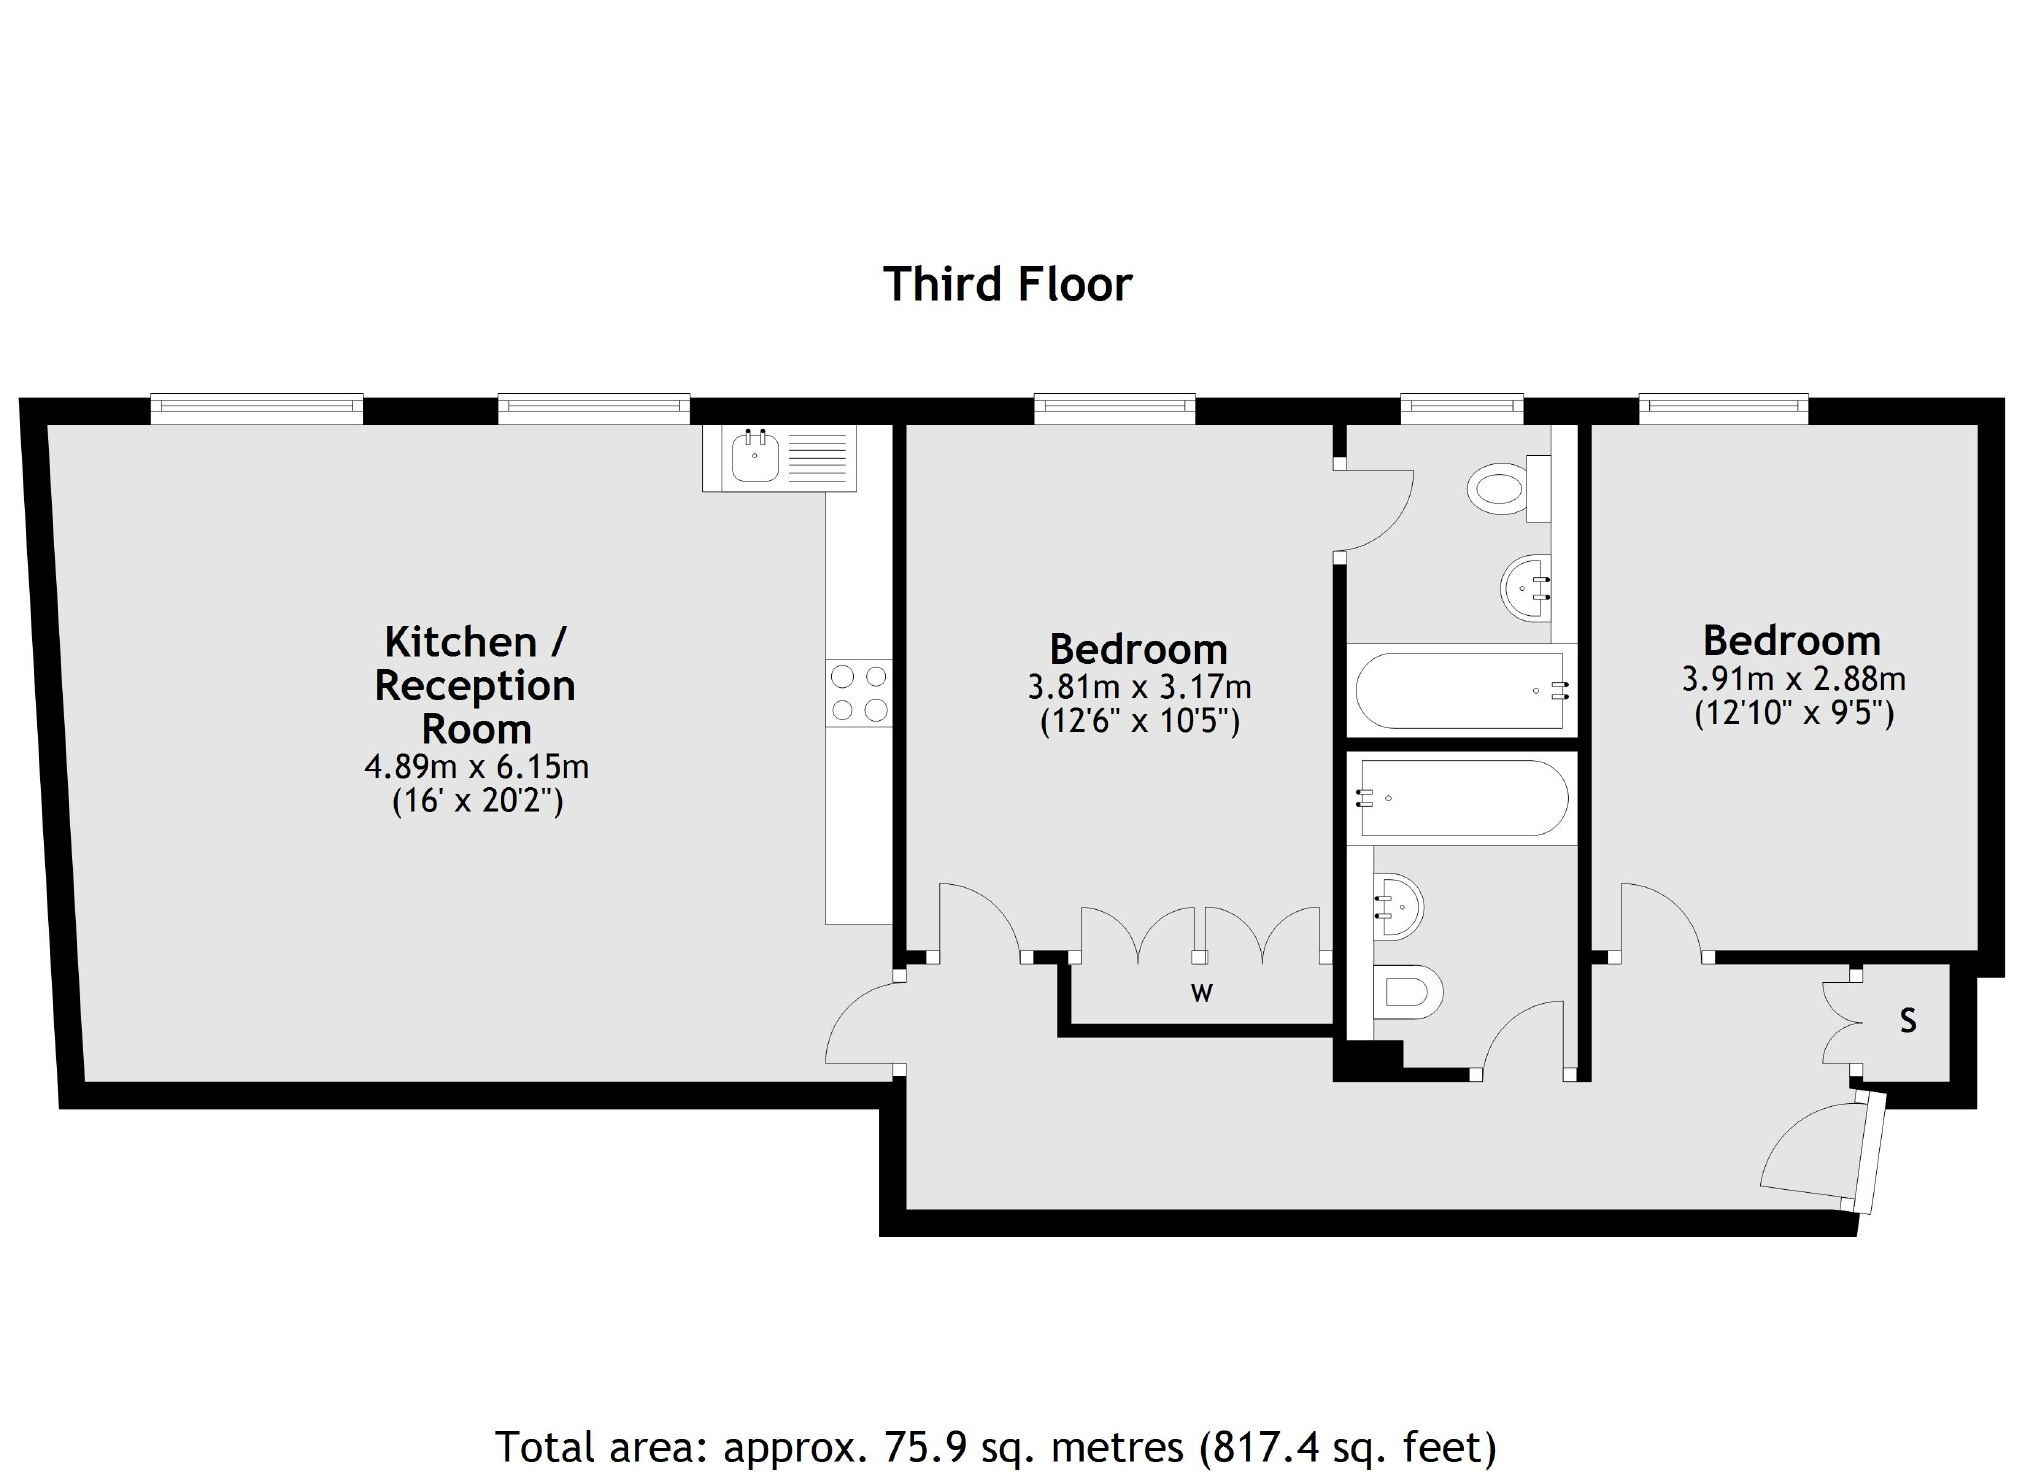 Third Floor
Kitchen /
Reception
Room
4.89m x 6.15m
(16' x 20'2")
Bedroom
3.81m x 3.17m
(12'6" x 10'5")
Bedroom
3.91m x 2.88m
(12'10" x 9'5")
W
S
Total area: approx. 75.9 sq. metres (817.4 sq. feet)